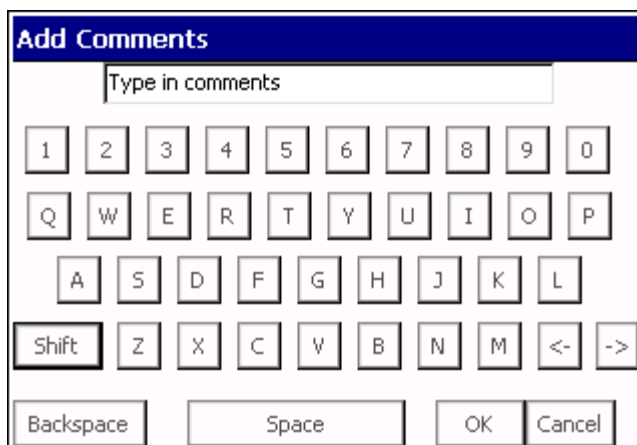 Add Comments
Type in comments
1 2 3 4 5 6 7 8 9 0
Q W E R T Y U I O P
A S D F G H J K L
Shift Z X C V B N M <- ->
Backspace Space OK Cancel